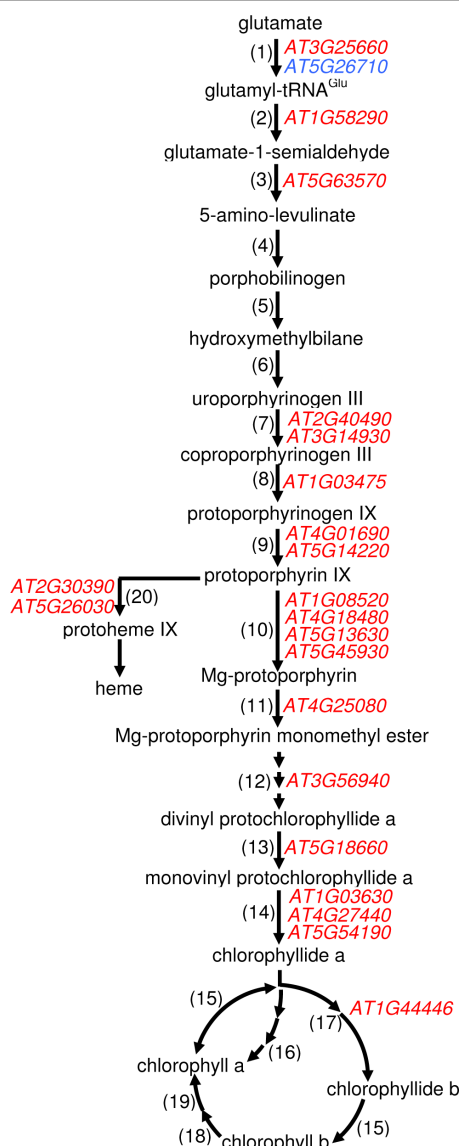 glutamate
(1) AT3G25660
AT5G26710
glutamyl-tRNA^Glu
(2) AT1G58290
glutamate-1-semialdehyde
(3) AT5G63570
5-amino-levulinate
(4)
porphobilinogen
(5)
hydroxymethylbilane
(6)
uroporphyrinogen III
(7) AT2G40490
AT3G14930
coproporphyrinogen III
(8) AT1G03475
protoporphyrinogen IX
(9) AT4G01690
AT5G14220
protoporphyrin IX
AT2G30390
AT5G26030 (20)
protoheme IX
heme
(10) AT1G08520
AT4G18480
AT5G13630
AT5G45930
Mg-protoporphyrin
(11) AT4G25080
Mg-protoporphyrin monomethyl ester
(12) AT3G56940
divinyl protochlorophyllide a
(13) AT5G18660
monovinyl protochlorophyllide a
(14) AT1G03630
AT4G27440
AT5G54190
chlorophyllide a
(15) (17) AT1G44446
(16)
chlorophyll a
chlorophyllide b
(19)
(18) (15)
chlorophyll b